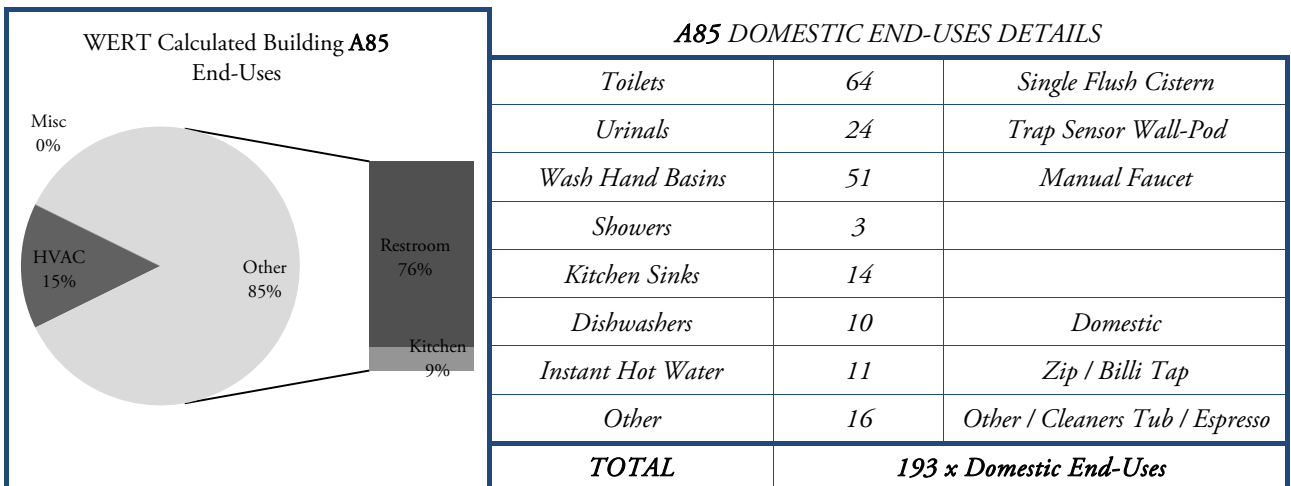 WERT Calculated Building A85
End-Uses
Misc
0%
HVAC
15%
Other
85%
Restroom
76%
Kitchen
9%
A85 DOMESTIC END-USES DETAILS
Toilets 64 Single Flush Cistern
Urinals 24 Trap Sensor Wall-Pod
Wash Hand Basins 51 Manual Faucet
Showers 3
Kitchen Sinks 14
Dishwashers 10 Domestic
Instant Hot Water 11 Zip / Billi Tap
Other 16 Other / Cleaners Tub / Espresso
TOTAL 193 x Domestic End-Uses